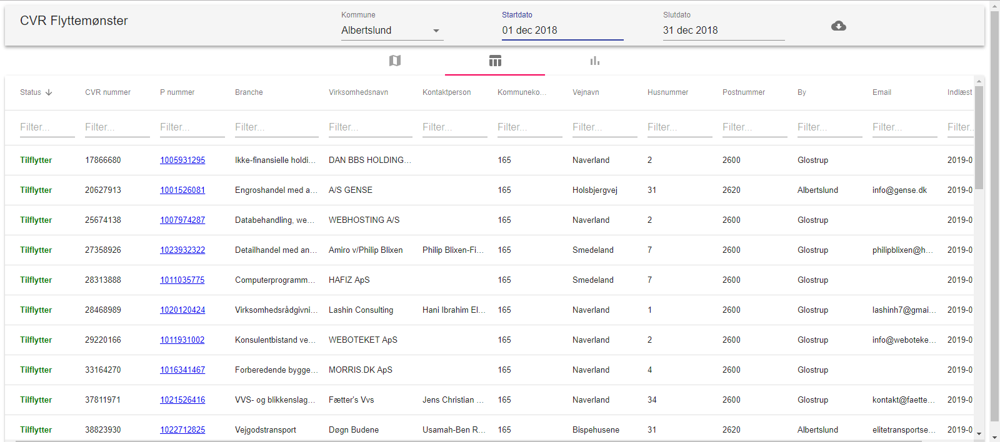 CVR Flyttemønster
Kommune Startdato Slutdato
Albertslund 01 dec 2018 31 dec 2018
Status CVR nummer P nummer Branche Virksomhedsnavn Kontaktperson Kommuneko... Vejnavn Husnummer Postnummer By Email Indlæst
Filter... Filter... Filter... Filter... Filter... Filter... Filter... Filter... Filter... Filter... Filter... Filter... Filter...
Tilflytter 17866680 1005931295 Ikke-finansielle holdi... DAN BBS HOLDING... 165 Naverland 2 2600 Glostrup 2019-0
Tilflytter 20627913 1001526081 Engroshandel med a... A/S GENSE 165 Holsbjergvej 31 2620 Albertslund info@gense.dk 2019-0
Tilflytter 25674138 1007974287 Databehandling, we... WEBHOSTING A/S 165 Naverland 2 2600 Glostrup 2019-0
Tilflytter 27358926 1023932322 Detailhandel med an... Amiro v/Philip Blixen Philip Blixen-Fi... 165 Smedeland 7 2600 Glostrup philipblixen@h... 2019-0
Tilflytter 28313888 1011035775 Computerprogramm... HAFIZ ApS 165 Smedeland 7 2600 Glostrup 2019-0
Tilflytter 28468989 1020120424 Virksomhedsrådgivni... Lashin Consulting Hani Ibrahim El... 165 Naverland 1 2600 Glostrup lashinh7@gmai... 2019-0
Tilflytter 29220166 1011931002 Konsulentbistand ve... WEBOTEKET ApS 165 Naverland 2 2600 Glostrup info@weboteke... 2019-0
Tilflytter 33164270 1016341467 Forberedende bygge... MORRIS.DK ApS 165 Naverland 4 2600 Glostrup 2019-0
Tilflytter 37811971 1021526416 VVS- og blikkenslag... Fætter's Vvs Jens Christian ... 165 Naverland 34 2600 Glostrup kontakt@faette... 2019-0
Tilflytter 38823930 1022712825 Vejgodstransport Døgn Budene Usamah-Ben R... 165 Bispehusene 31 2620 Albertslund elitetransportse... 2019-0